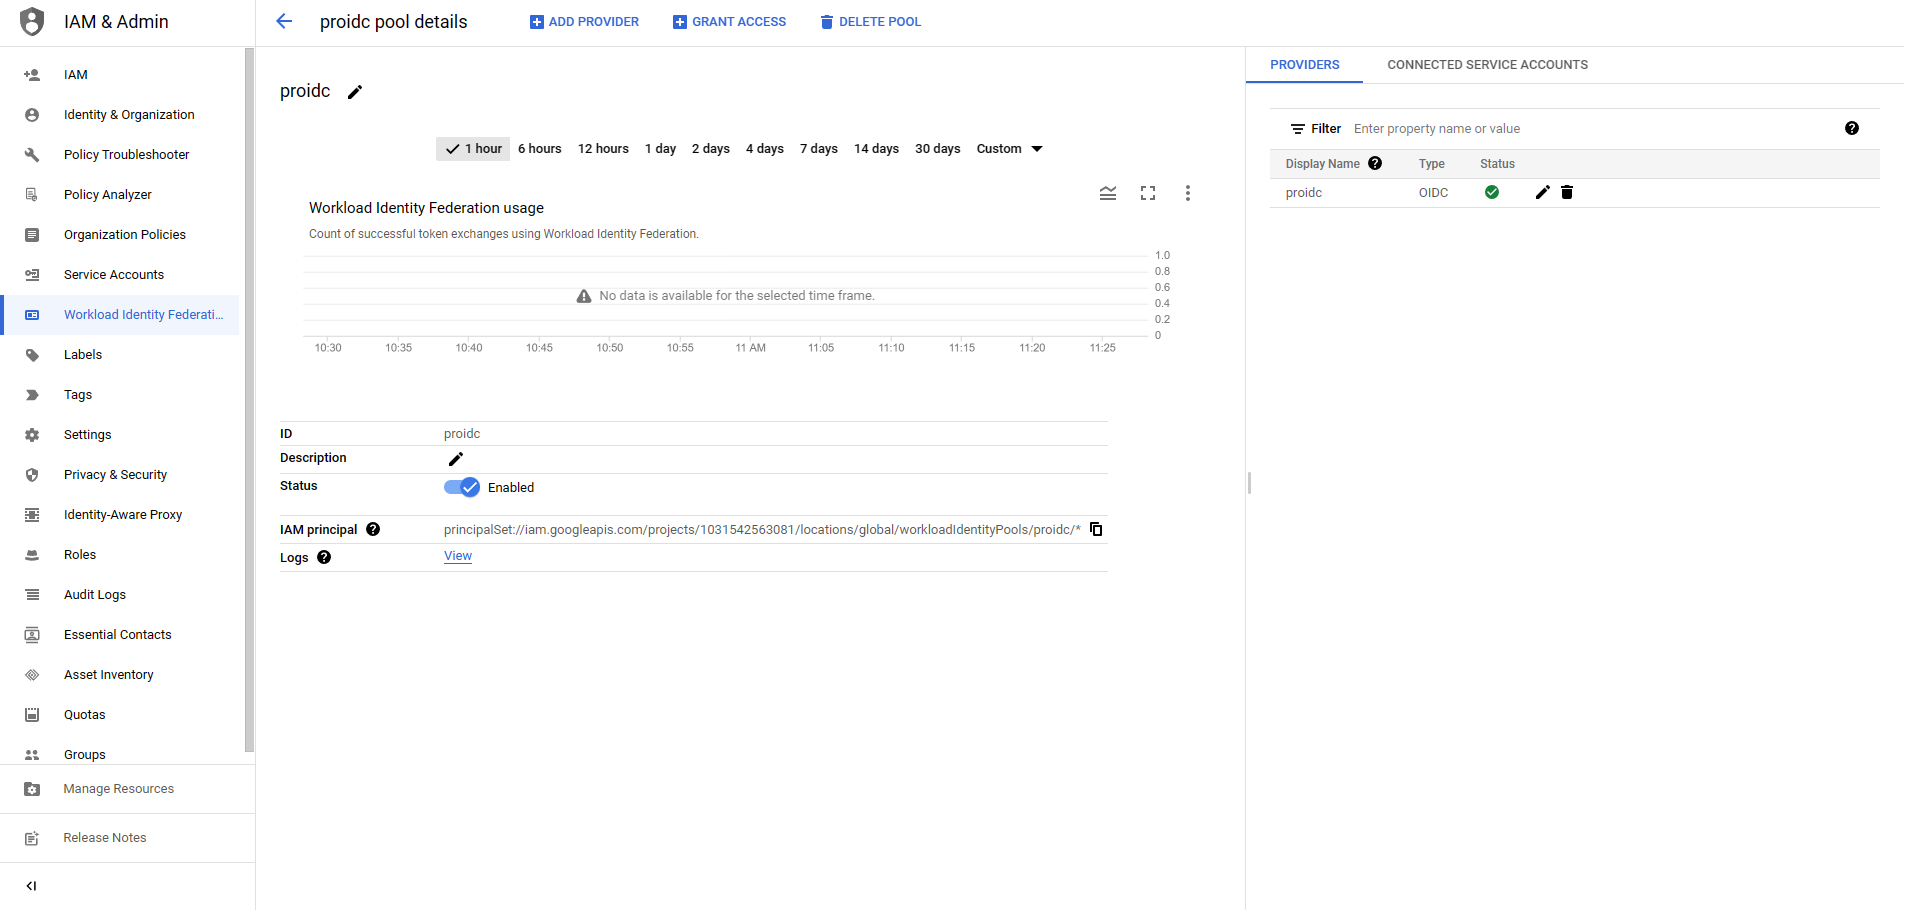 IAM & Admin
proidc pool details
ADD PROVIDER
GRANT ACCESS
DELETE POOL
IAM
Identity & Organization
Policy Troubleshooter
Policy Analyzer
Organization Policies
Service Accounts
Workload Identity Federati...
Labels
Tags
Settings
Privacy & Security
Identity-Aware Proxy
Roles
Audit Logs
Essential Contacts
Asset Inventory
Quotas
Groups
Manage Resources
Release Notes
proidc
1 hour 6 hours 12 hours 1 day 2 days 4 days 7 days 14 days 30 days Custom
Workload Identity Federation usage
Count of successful token exchanges using Workload Identity Federation.
1.0
0.8
0.6
0.4
0.2
0
No data is available for the selected time frame.
10:30 10:35 10:40 10:45 10:50 10:55 11 AM 11:05 11:10 11:15 11:20 11:25
ID proidc
Description
Status Enabled
IAM principal principalSet://iam.googleapis.com/projects/1031542563081/locations/global/workloadIdentityPools/proidc/*
Logs View
PROVIDERS CONNECTED SERVICE ACCOUNTS
Filter Enter property name or value
Display Name Type Status
proidc OIDC